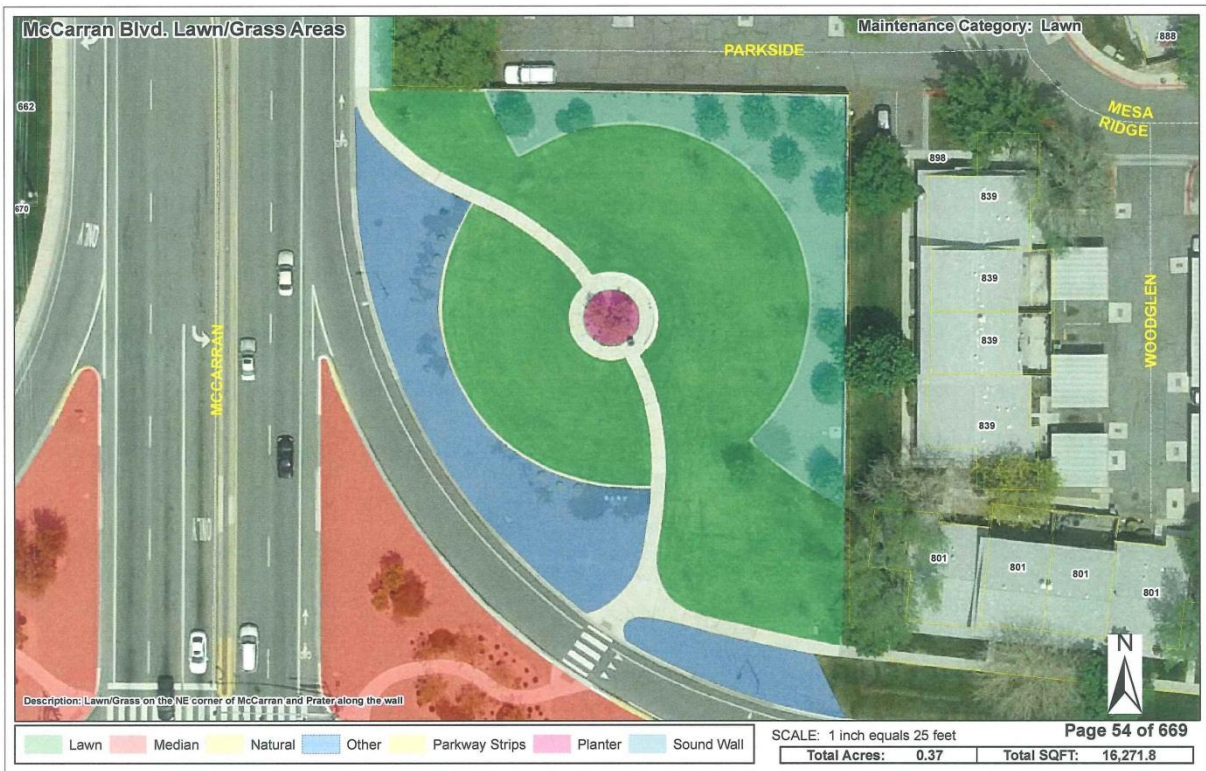 McCarran Blvd. Lawn/Grass Areas
Maintenance Category: Lawn
888
PARKSIDE
662
MESA
RIDGE
ONLY
898
839
670
839
WOODGLEN
839
MCCARRAN
839
801
801
801
801
N
Description: Lawn/Grass on the NE corner of McCarran and Prater along the wall
Lawn Median Natural Other Parkway Strips Planter Sound Wall
SCALE: 1 inch equals 25 feet
Page 54 of 669
Total Acres: 0.37 Total SQFT: 16,271.8